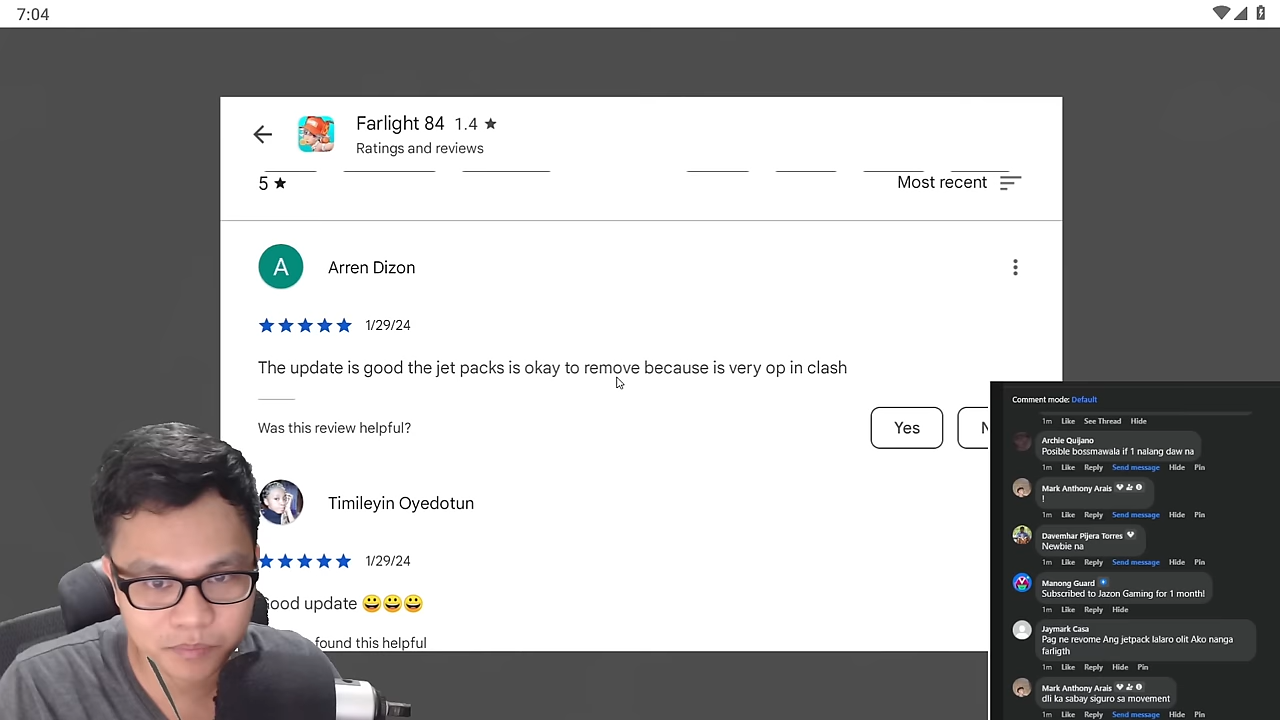 7:04
Farlight 84 1.4 ★
Ratings and reviews
5 ★
Most recent
A
Arren Dizon
1/29/24
The update is good the jet packs is okay to remove because is very op in clash
Was this review helpful?
Yes
Timileyin Oyedotun
1/29/24
Good update 😀😀😀
found this helpful
Comment mode: Default
1m Like See Thread Hide
Archie Quijano
Posible bossmawala if 1 nalang daw na
1m Like Reply Send message Hide Pin
Mark Anthony Arais
!
1m Like Reply Send message Hide Pin
Davemhar Pijera Torres
Newbie na
1m Like Reply Send message Hide Pin
Manong Guard
Subscribed to Jazon Gaming for 1 month!
1m Like Reply Hide
Jaymark Casa
Pag ne revome Ang jetpack lalaro olit Ako nanga
farligth
1m Like Reply Hide Pin
Mark Anthony Arais
dli ka sabay siguro sa movement
1m Like Reply Send message Hide Pin